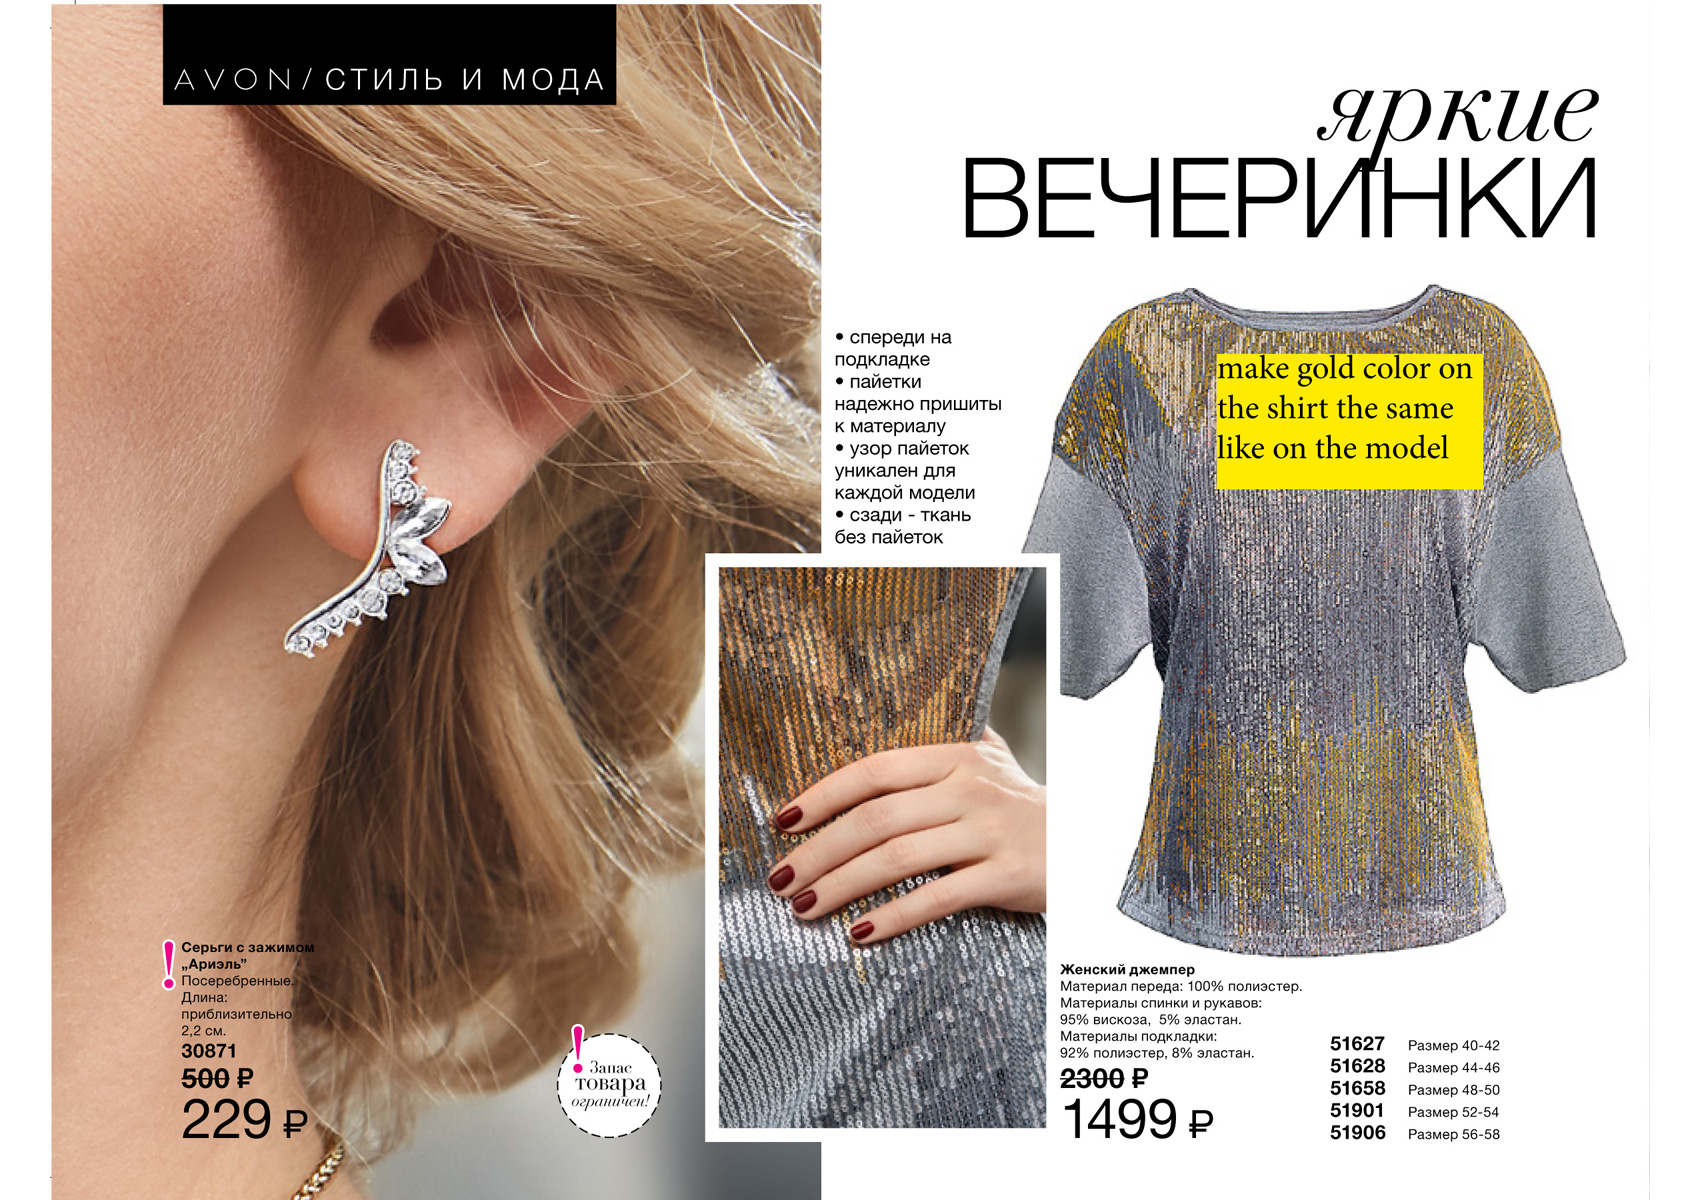 AVON/СТИЛЬ И МОДА
яркие
ВЕЧЕРИНКИ
• спереди на
подкладке
• пайетки
надежно пришиты
к материалу
• узор пайеток
уникален для
каждой модели
• сзади - ткань
без пайеток
make gold color on
the shirt the same
like on the model
! Серьги с зажимом
„Ариэль”
Посеребренные.
Длина:
приблизительно
2,2 см.
30871
500 ₽
229 ₽
! Запас
товара
ограничен!
Женский джемпер
Материал переда: 100% полиэстер.
Материалы спинки и рукавов:
95% вискоза, 5% эластан.
Материалы подкладки:
92% полиэстер, 8% эластан.
2300 ₽
1499 ₽
51627 Размер 40-42
51628 Размер 44-46
51658 Размер 48-50
51901 Размер 52-54
51906 Размер 56-58